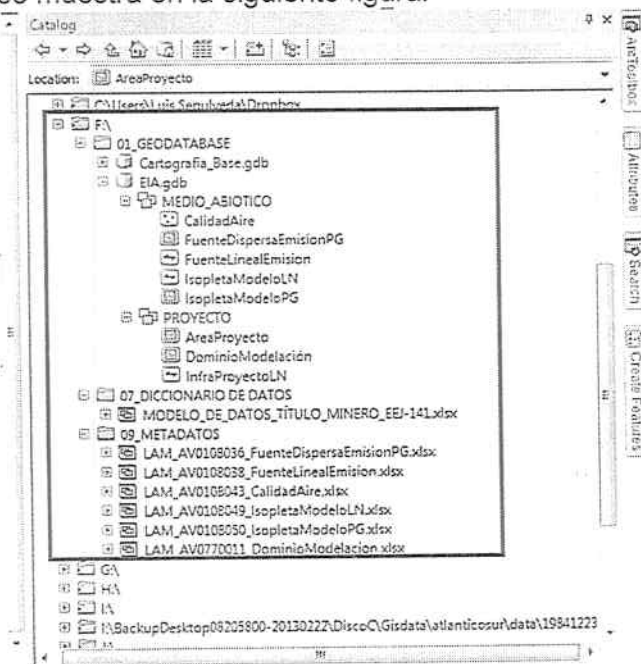 se muestra en la siguiente figura.
Catalog
Location: AreaProyecto
C:\Users\Luis Sepulveda\Dropbox
F:\
01_GEODATABASE
Cartografia_Base.gdb
EIA.gdb
MEDIO_ABIOTICO
CalidadAire
FuenteDispersaEmisionPG
FuenteLinealEmision
IsopletaModeloLN
IsopletaModeloPG
PROYECTO
AreaProyecto
DominioModelación
InfraProyectoLN
07_DICCIONARIO DE DATOS
MODELO_DE_DATOS_TÍTULO_MINERO_EEJ-141.xlsx
09_METADATOS
LAM_AV0108036_FuenteDispersaEmisionPG.xlsx
LAM_AV0108038_FuenteLinealEmision.xlsx
LAM_AV0108043_CalidadAire.xlsx
LAM_AV0108049_IsopletaModeloLN.xlsx
LAM_AV0108050_IsopletaModeloPG.xlsx
LAM_AV0770011_DominioModelacion.xlsx
G:\
H:\
I:\
I:\BackupDesktop08205800-20130222\DiscoC\Gisdata\atlanticosur\data\19841223
ArcToolbox
Attributes
Search
Create Features